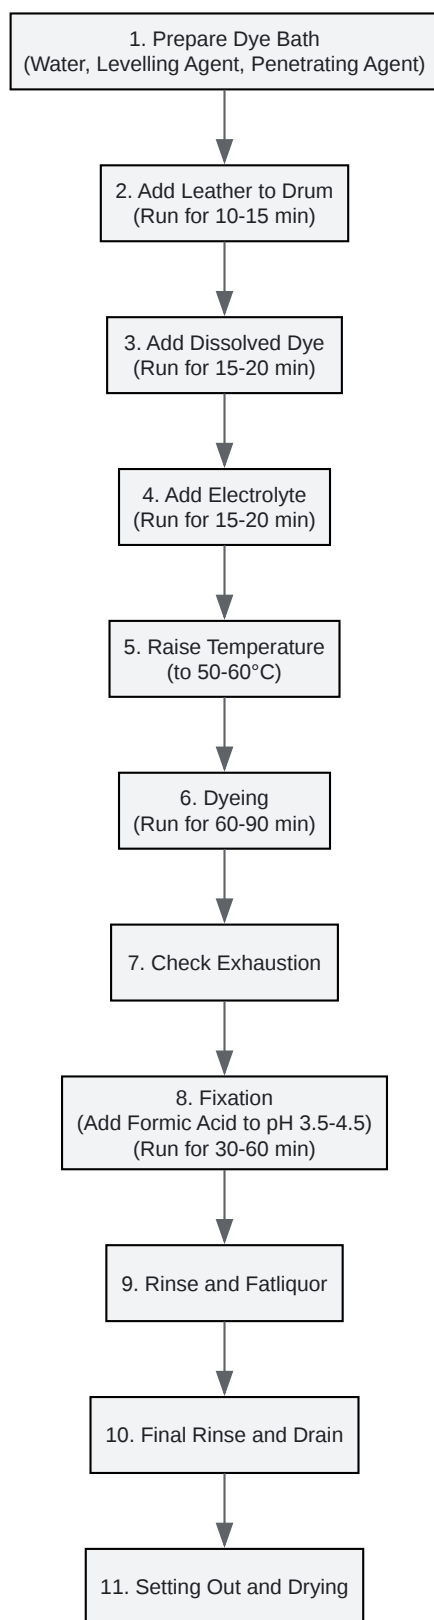 1. Prepare Dye Bath
(Water, Levelling Agent, Penetrating Agent)
2. Add Leather to Drum
(Run for 10-15 min)
3. Add Dissolved Dye
(Run for 15-20 min)
4. Add Electrolyte
(Run for 15-20 min)
5. Raise Temperature
(to 50-60°C)
6. Dyeing
(Run for 60-90 min)
7. Check Exhaustion
8. Fixation
(Add Formic Acid to pH 3.5-4.5)
(Run for 30-60 min)
9. Rinse and Fatliquor
10. Final Rinse and Drain
11. Setting Out and Drying